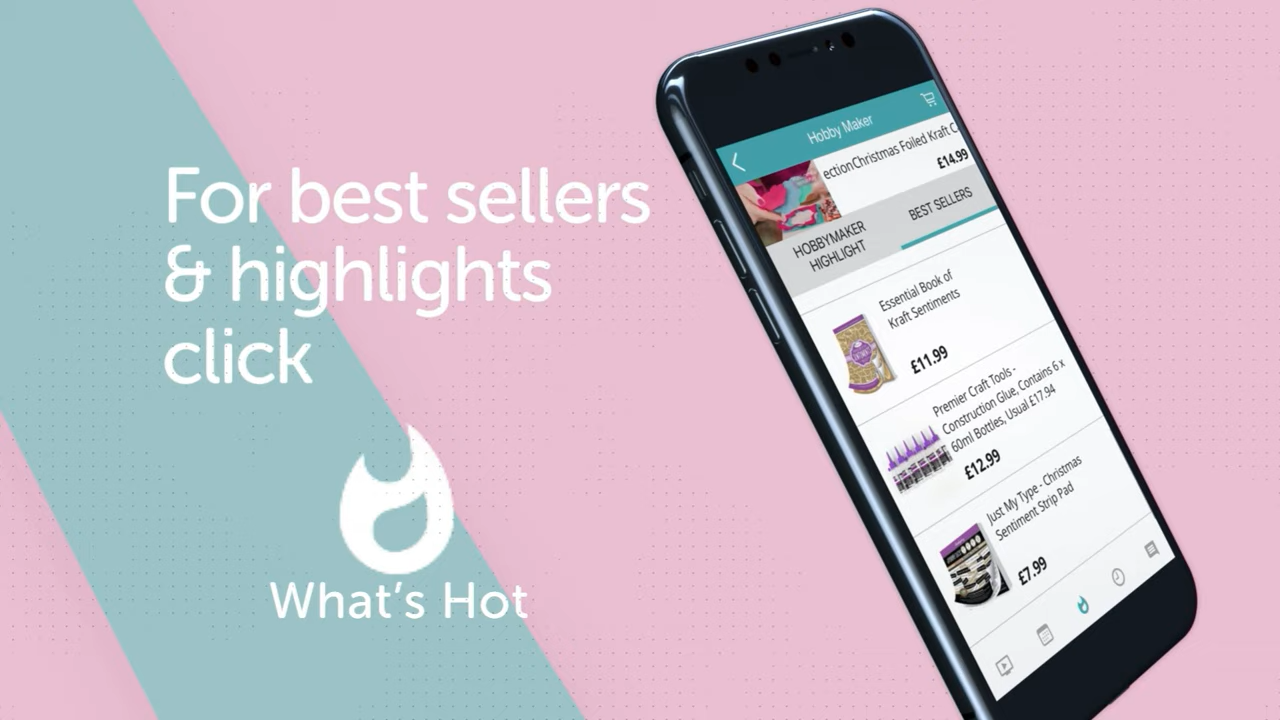 For best sellers
& highlights
click
What's Hot
Hobby Maker
ectionChristmas Foiled Kraft C
£14.99
HOBBYMAKER
HIGHLIGHT
BEST SELLERS
Essential Book of
Kraft Sentiments
£11.99
Premier Craft Tools -
Construction Glue, Contains 6 x
60ml Bottles, Usual £17.94
£12.99
Just My Type - Christmas
Sentiment Strip Pad
£7.99